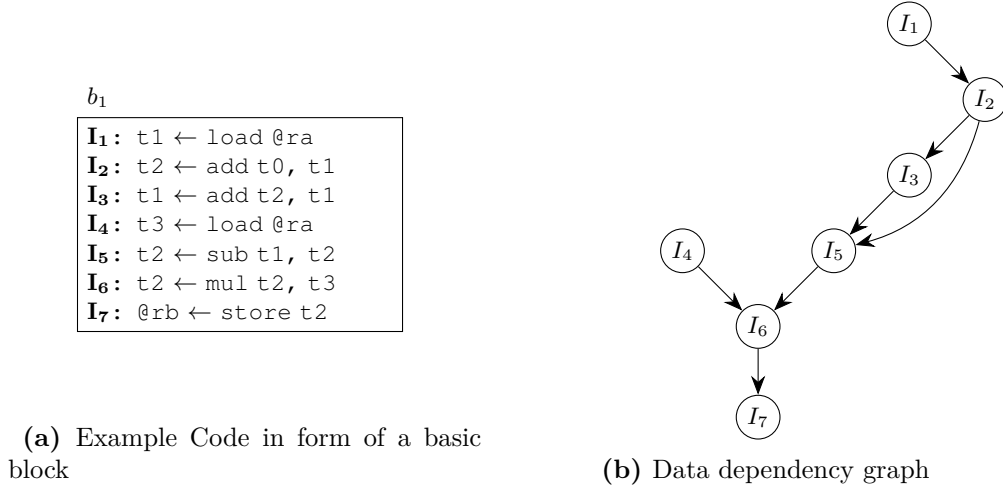 b₁
I₁: t1 ← load @ra
I₂: t2 ← add t0, t1
I₃: t1 ← add t2, t1
I₄: t3 ← load @ra
I₅: t2 ← sub t1, t2
I₆: t2 ← mul t2, t3
I₇: @rb ← store t2
(a) Example Code in form of a basic
block
I₁
I₂
I₃
I₄
I₅
I₆
I₇
(b) Data dependency graph